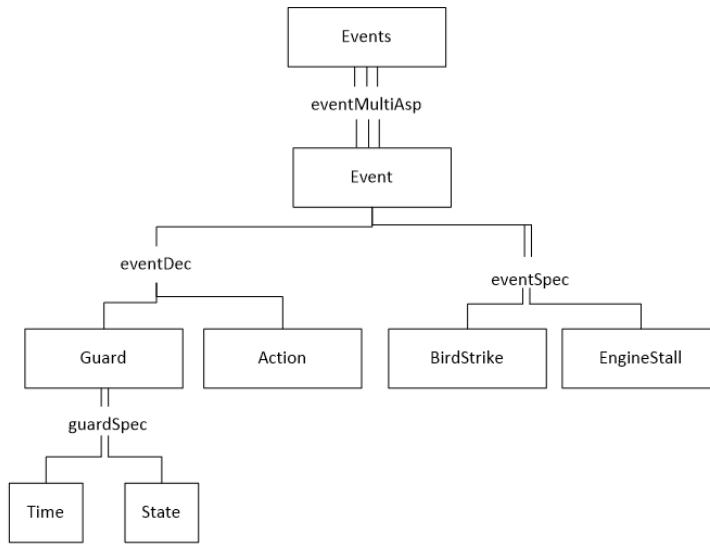 Events
eventMultiAsp
Event
eventDec
eventSpec
Guard
Action
BirdStrike
EngineStall
guardSpec
Time
State